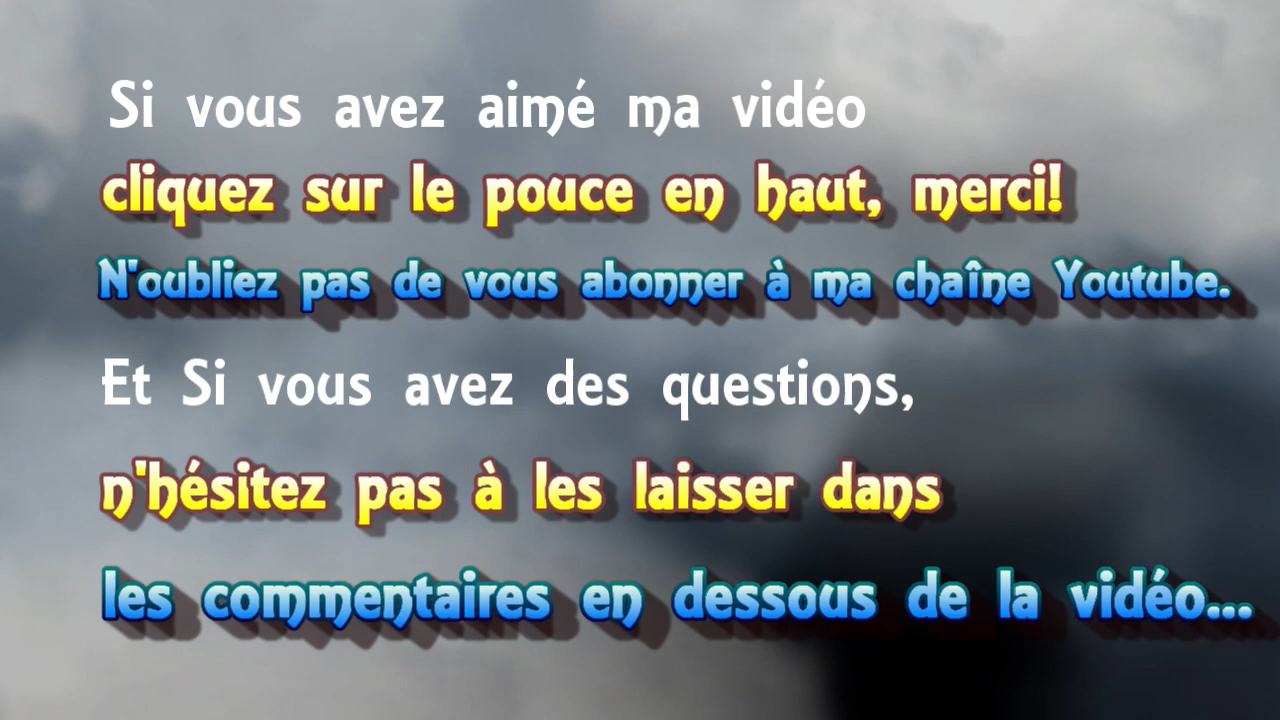 Si vous avez aimé ma vidéo
cliquez sur le pouce en haut, merci!
N'oubliez pas de vous abonner à ma chaîne Youtube.
Et Si vous avez des questions,
n'hésitez pas à les laisser dans
les commentaires en dessous de la vidéo...